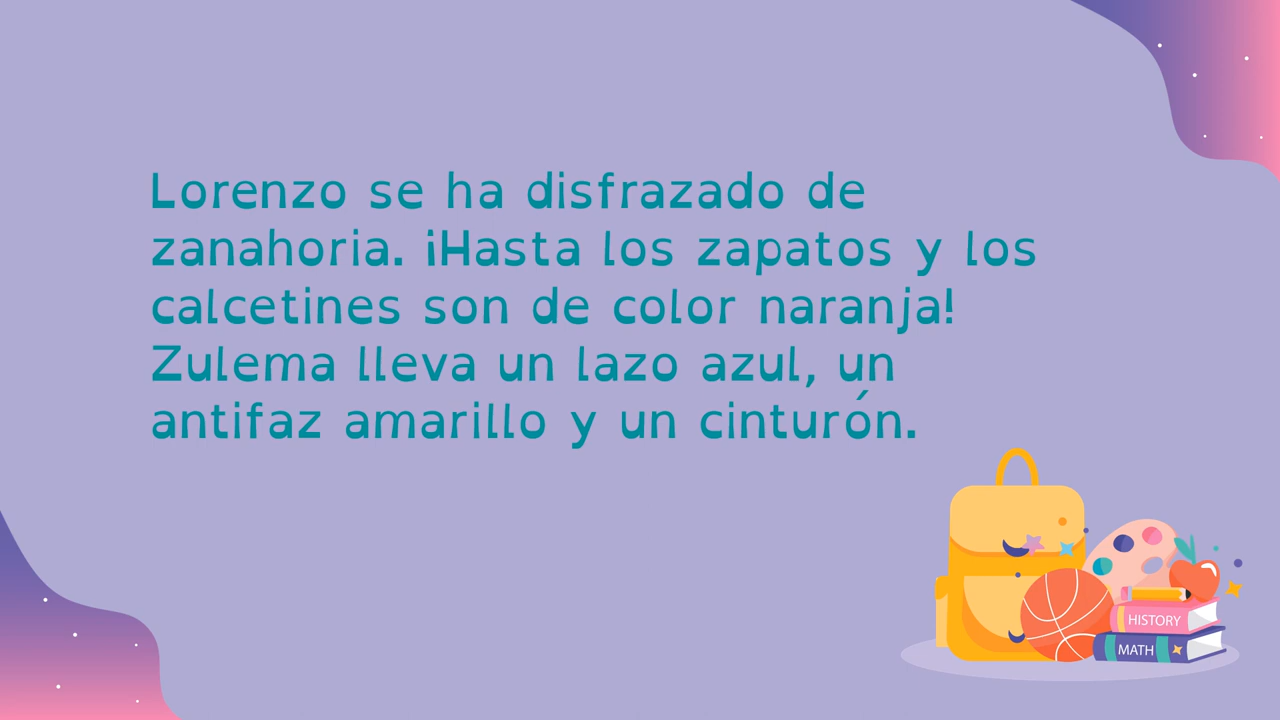 Lorenzo se ha disfrazado de
zanahoria. ¡Hasta los zapatos y los
calcetines son de color naranja!
Zulema lleva un lazo azul, un
antifaz amarillo y un cinturón.
HISTORY
MATH